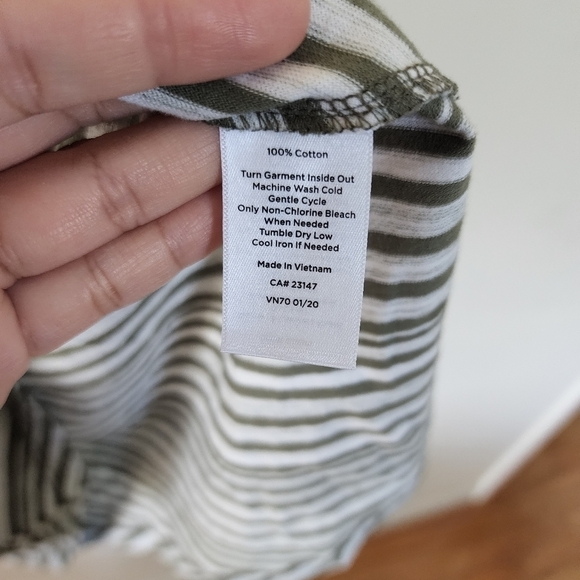 100% Cotton
Turn Garment Inside Out
Machine Wash Cold
Gentle Cycle
Only Non-Chlorine Bleach
When Needed
Tumble Dry Low
Cool Iron if Needed
Made in Vietnam
CA# 23147
VN70 01/20